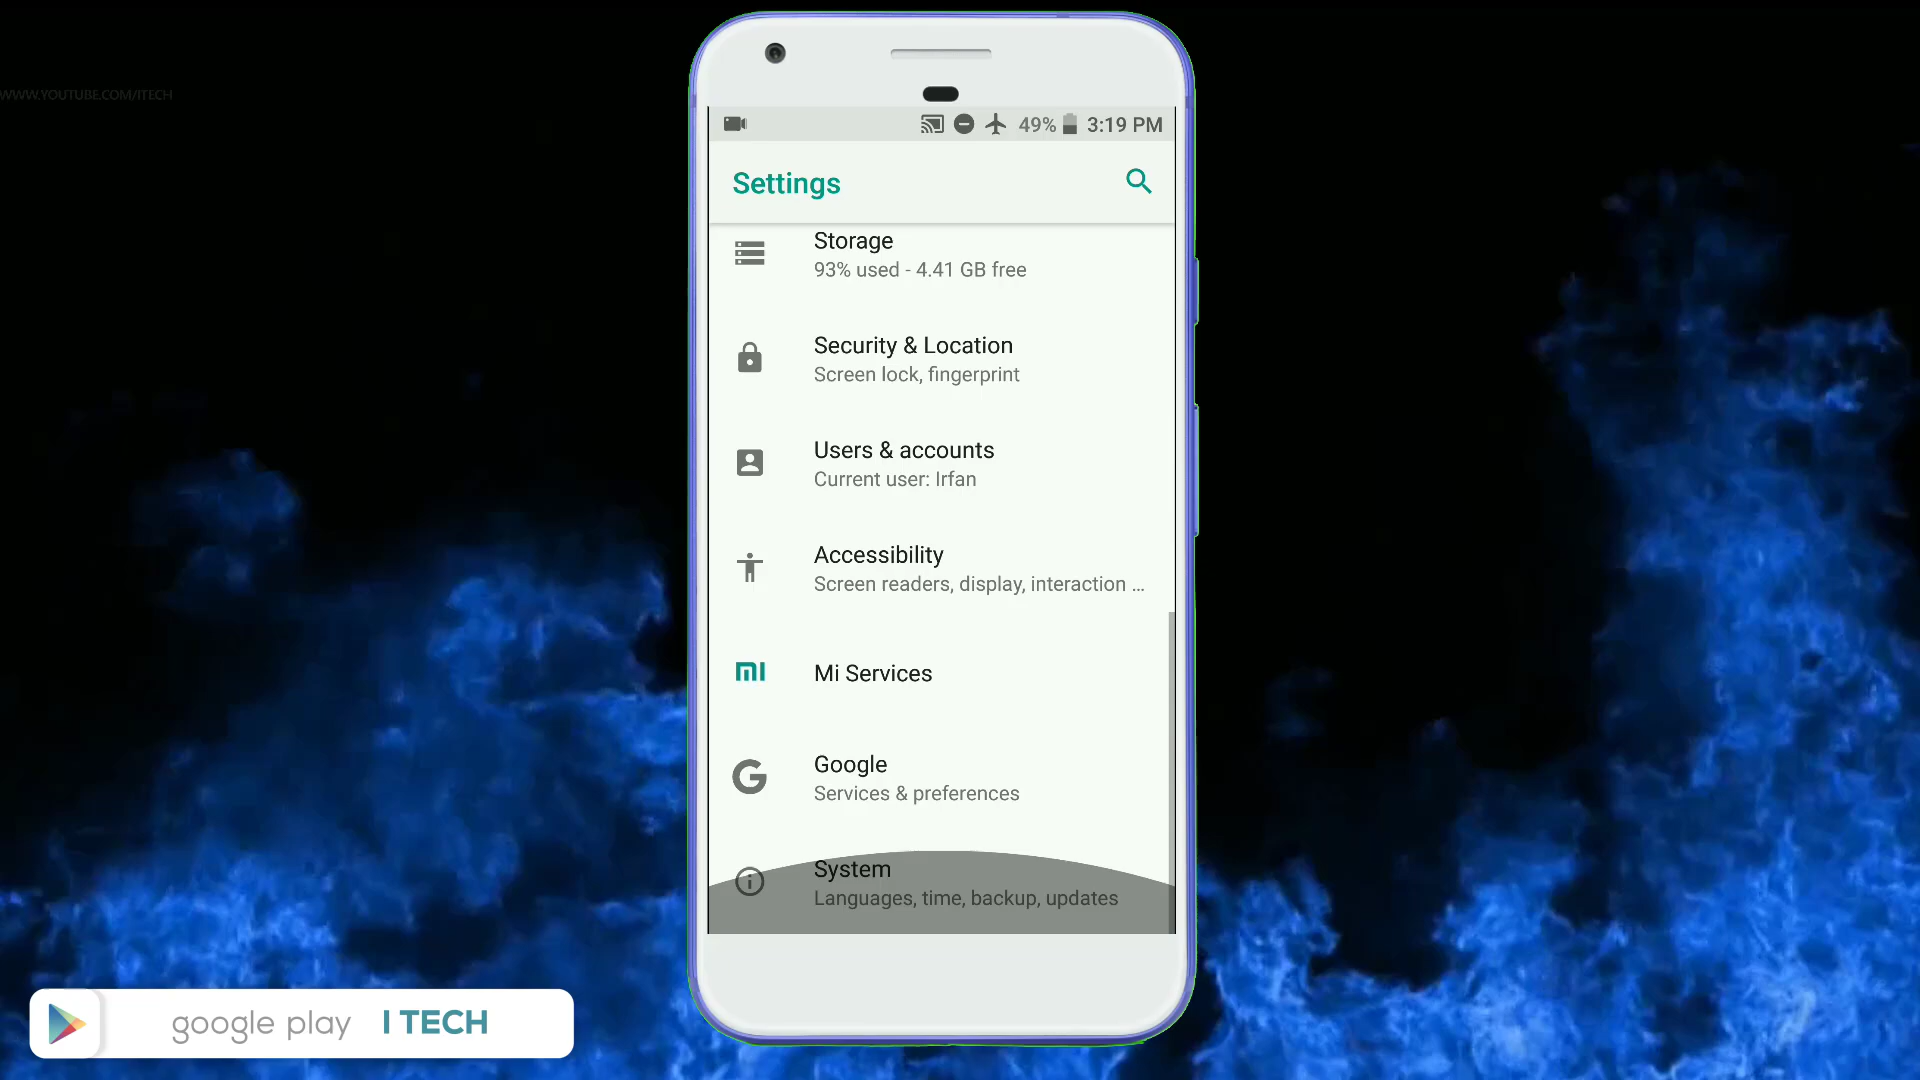 WWW.YOUTUBE.COM/ITECH
49% 3:19 PM
Settings
Storage
93% used - 4.41 GB free
Security & Location
Screen lock, fingerprint
Users & accounts
Current user: Irfan
Accessibility
Screen readers, display, interaction ...
mi Mi Services
G Google
Services & preferences
System
Languages, time, backup, updates
google play I TECH